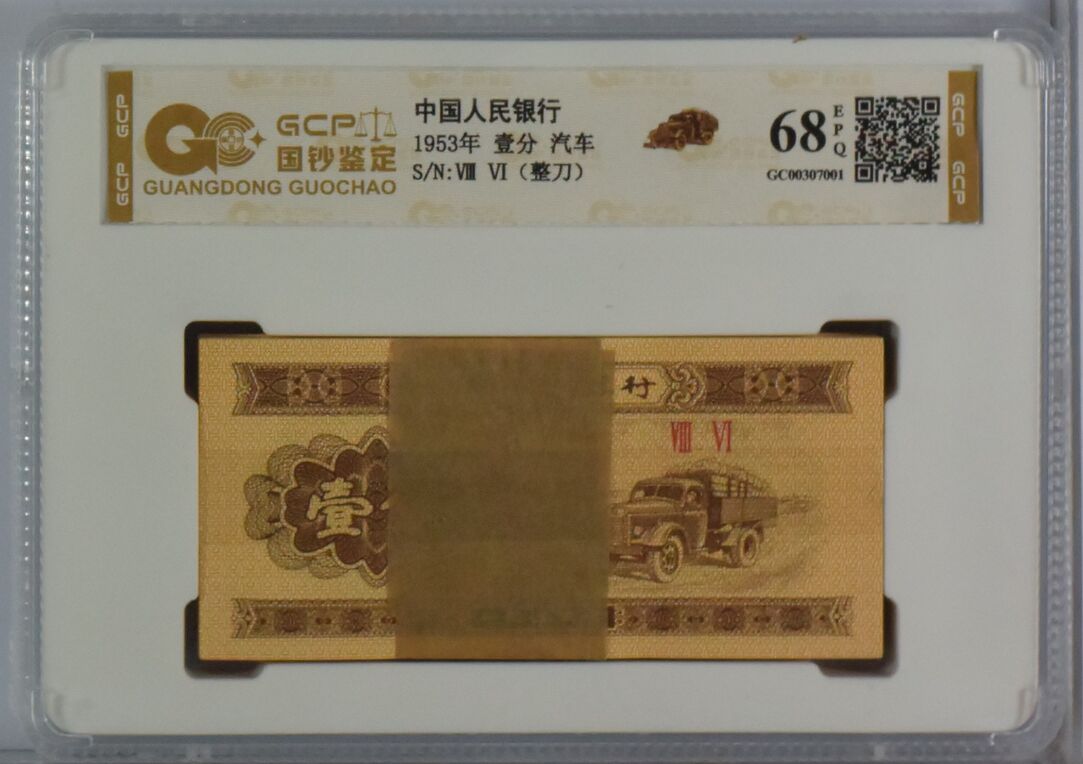 GCP GCP
GCP
国钞鉴定
GUANGDONG GUOCHAO
中国人民银行
1953年 壹分 汽车
S/N:Ⅷ Ⅵ（整刀）
68
EPQ
GC00307001
GCP GCP
行
Ⅷ Ⅵ
壹